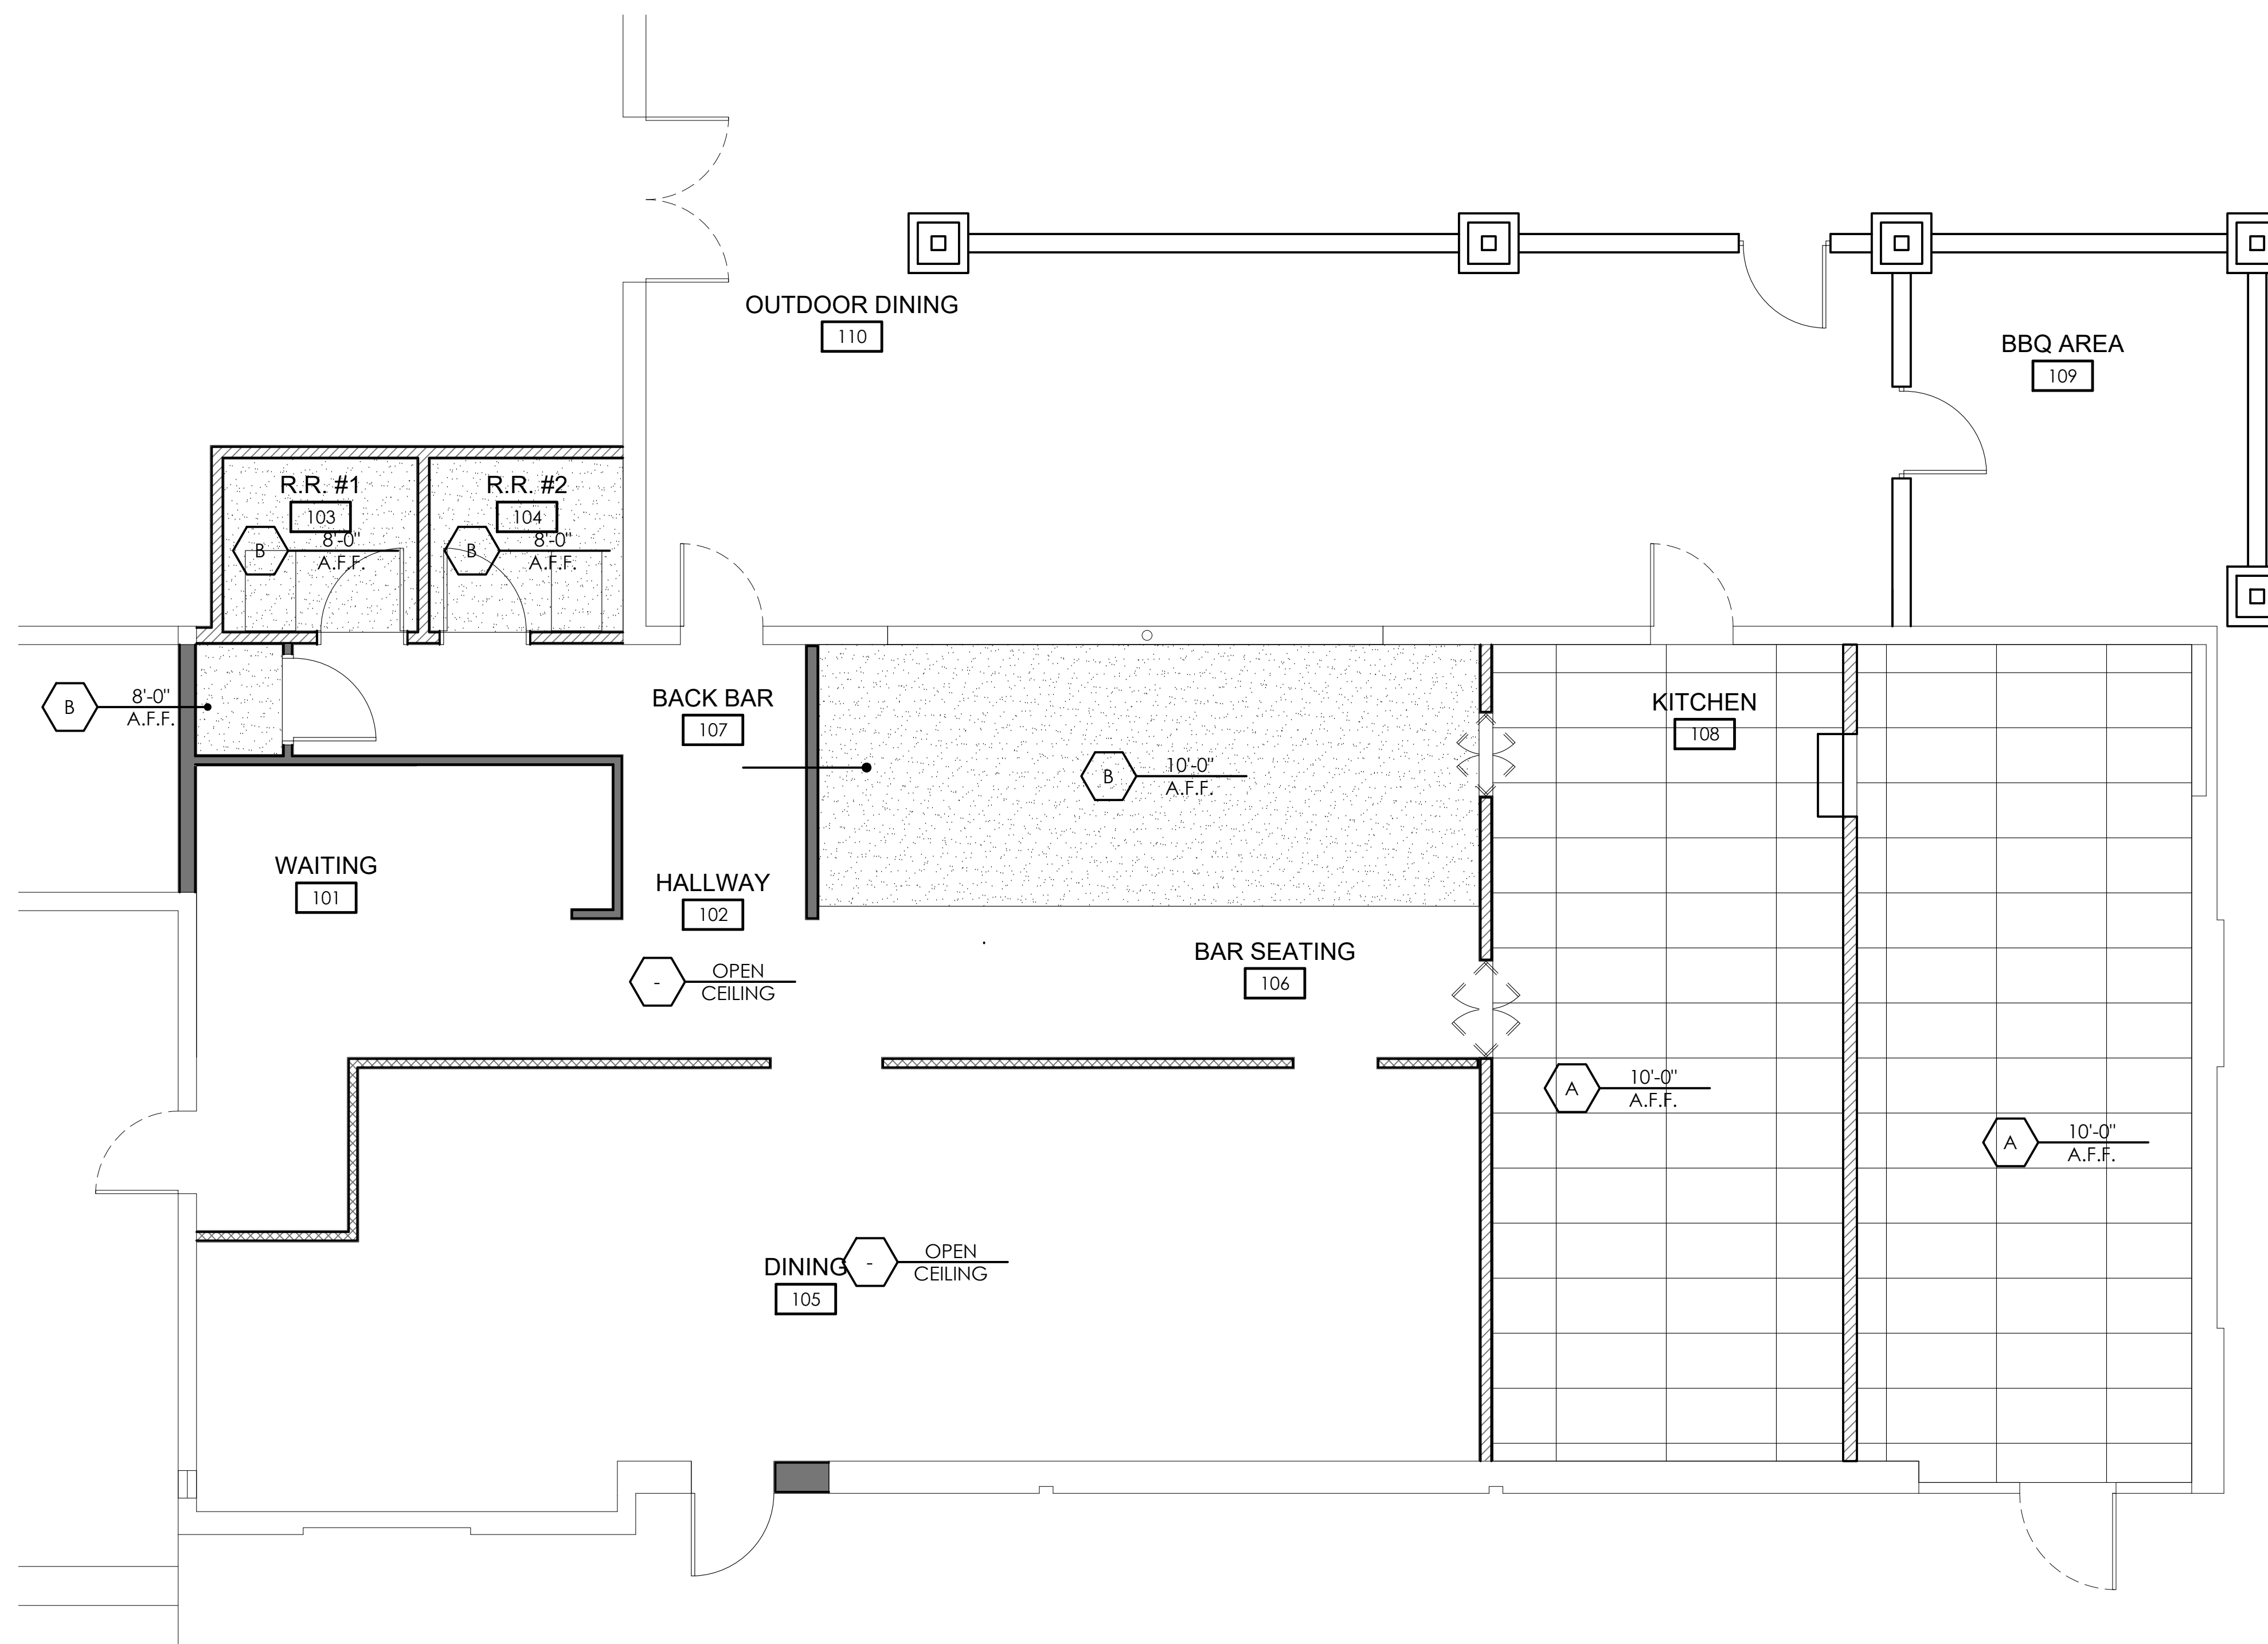 OUTDOOR DINING
110
BBQ AREA
109
R.R. #1
103
B
8'-0"
A.F.F.
R.R. #2
104
B
8'-0"
A.F.F.
B
8'-0"
A.F.F.
BACK BAR
107
KITCHEN
108
B
10'-0"
A.F.F.
WAITING
101
HALLWAY
102
BAR SEATING
106
-
OPEN
CEILING
A
10'-0"
A.F.F.
A
10'-0"
A.F.F.
DINING
105
-
OPEN
CEILING